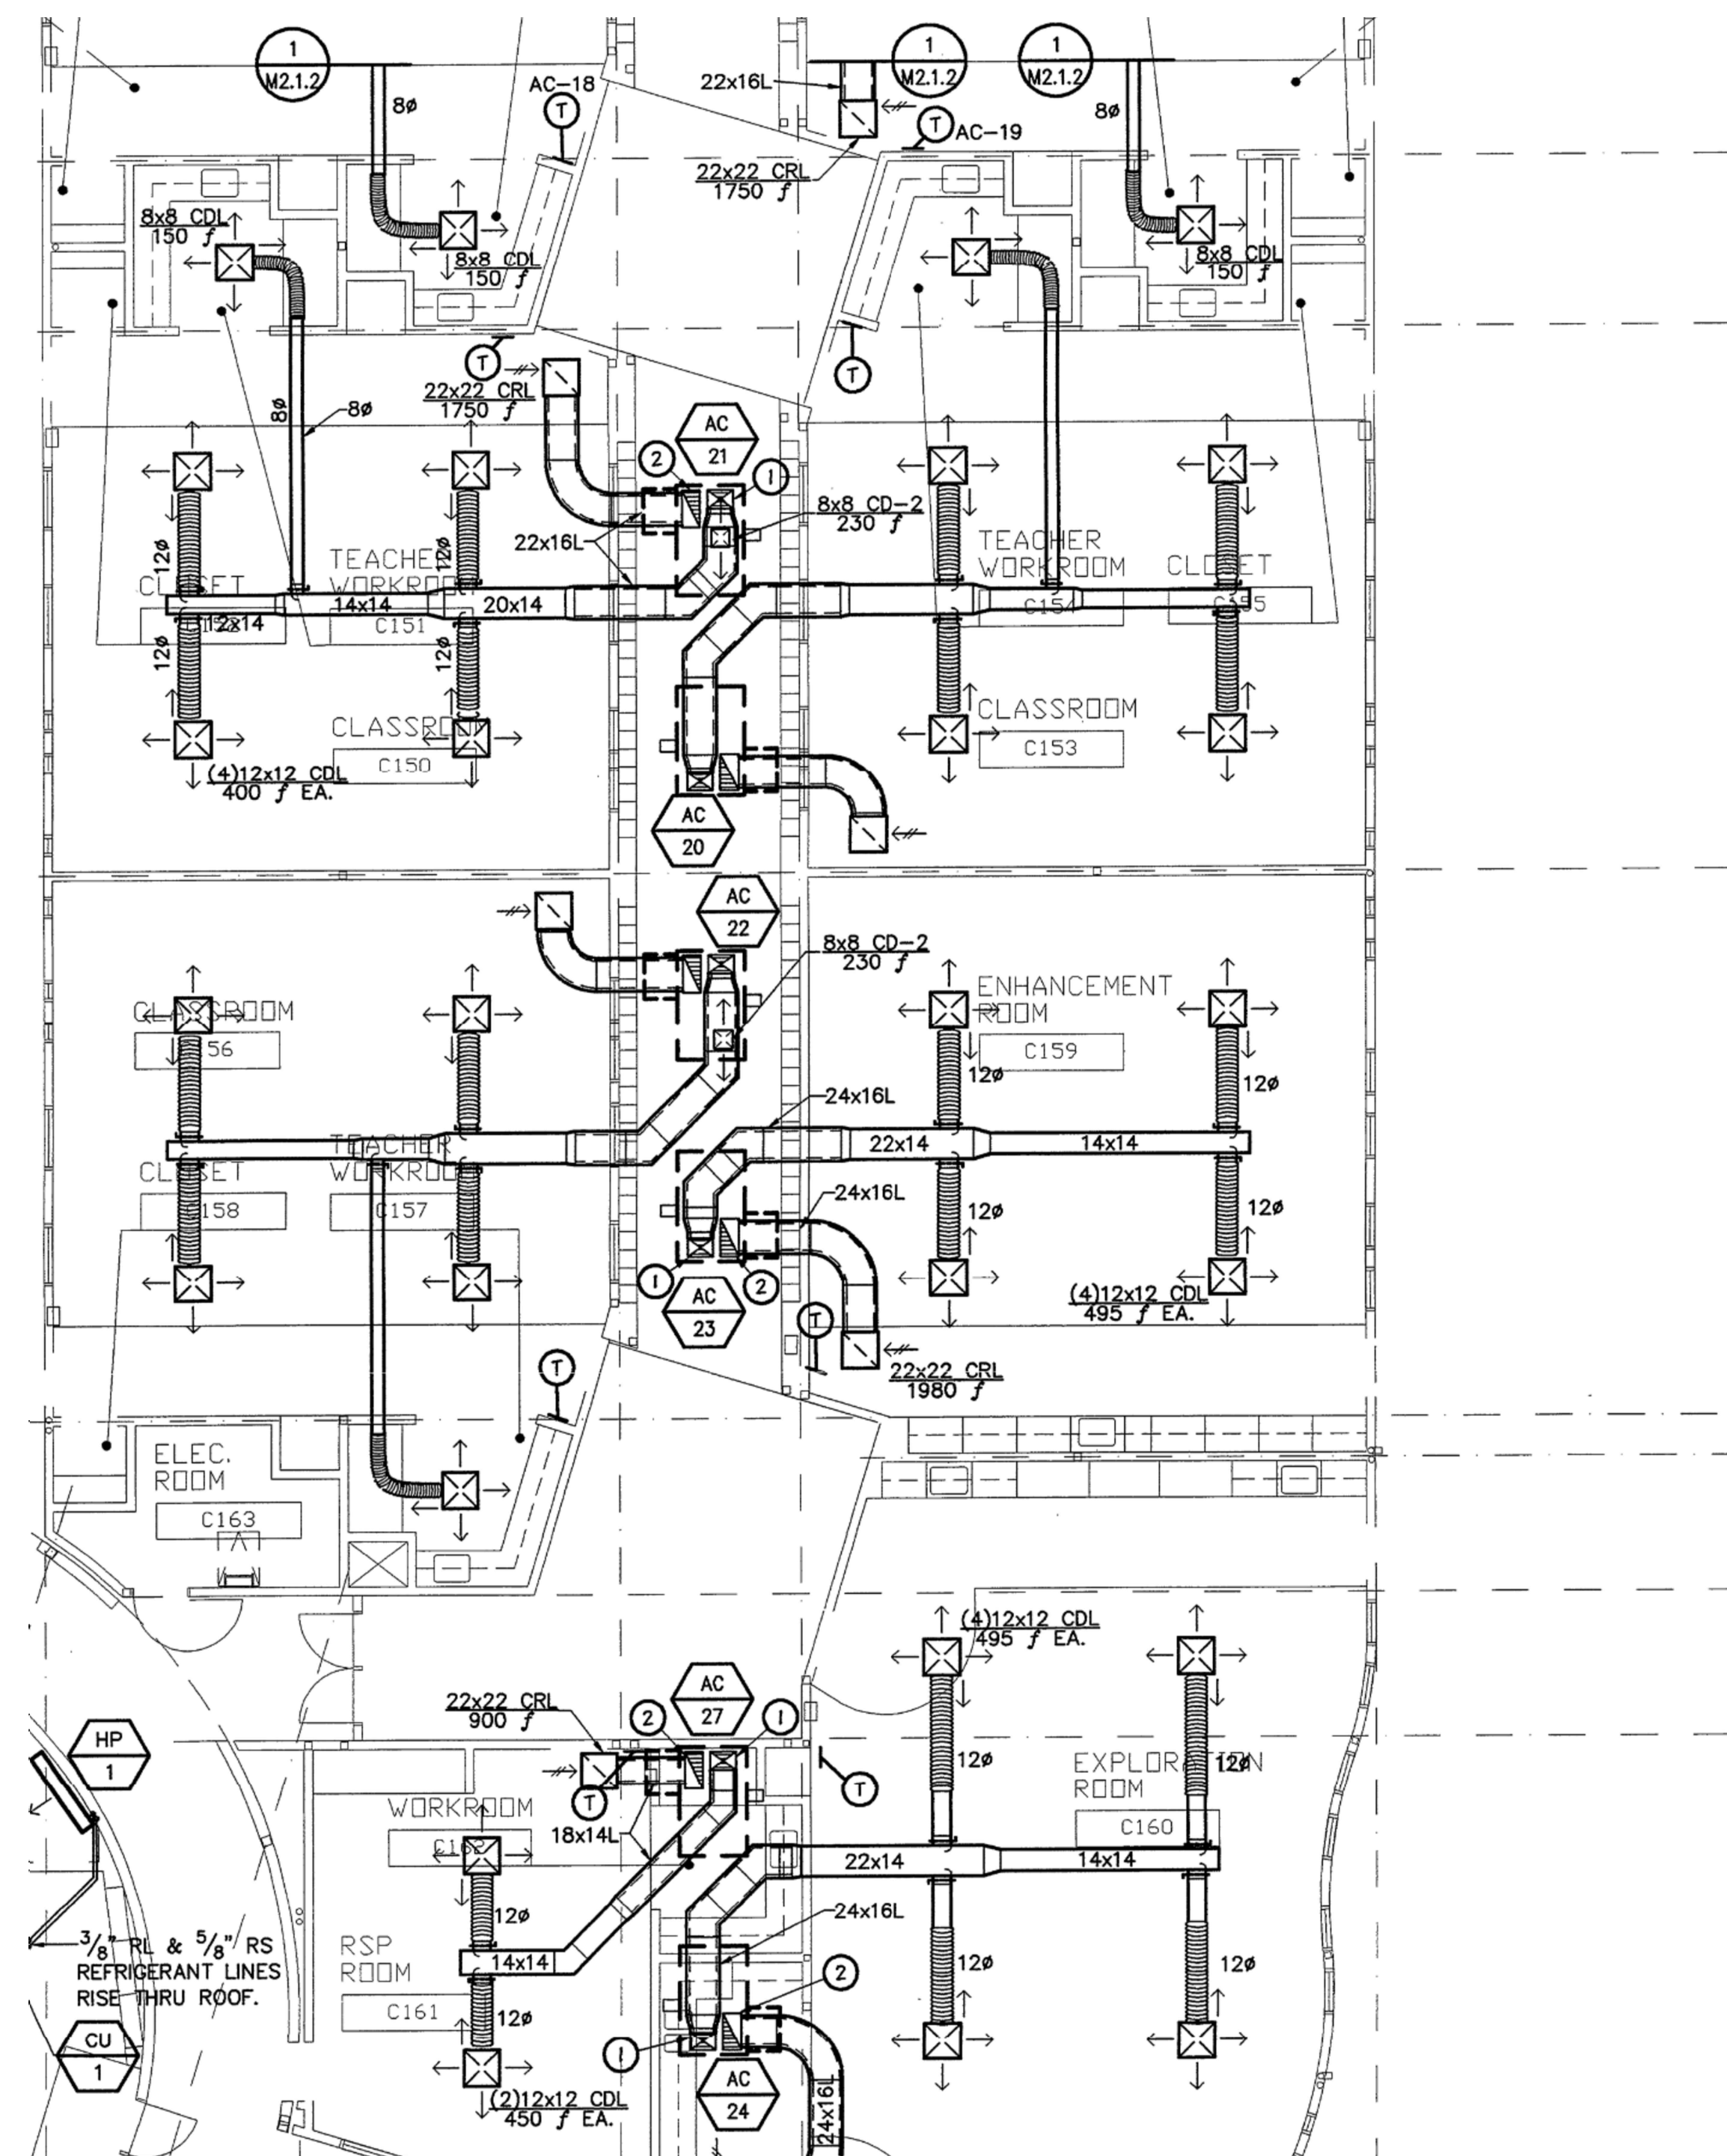 1
M2.1.2
8ø
AC-18
T
22x16L
1
M2.1.2
1
M2.1.2
8ø
T
AC-19
22x22 CRL
1750 ƒ
8x8 CDL
150 ƒ
8x8 CDL
150 ƒ
8x8 CDL
150 ƒ
T
22x22 CRL
1750 ƒ
T
8ø
8ø
AC
21
2
1
8x8 CD-2
230 ƒ
22x16L
12ø
12ø
TEACHER
WORKROOM
C151
CLOSET
12x14
14x14
20x14
TEACHER
WORKROOM
C154
CLOSET
C155
12ø
12ø
CLASSROOM
C150
CLASSROOM
C153
(4)12x12 CDL
400 ƒ EA.
AC
20
AC
22
8x8 CD-2
230 ƒ
CLASSROOM
56
ENHANCEMENT
ROOM
C159
12ø
12ø
24x16L
22x14
14x14
TEACHER
WORKROOM
C157
CLOSET
C158
24x16L
12ø
12ø
1
2
AC
23
(4)12x12 CDL
495 ƒ EA.
T
T
22x22 CRL
1980 ƒ
ELEC.
ROOM
C163
(4)12x12 CDL
495 ƒ EA.
22x22 CRL
900 ƒ
2
AC
27
1
HP
1
T
T
12ø
12ø
EXPLORATION
ROOM
C160
WORKROOM
18x14L
22x14
14x14
12ø
24x16L
RSP
ROOM
C161
14x14
12ø
12ø
12ø
3/8" RL & 5/8" RS
REFRIGERANT LINES
RISE THRU ROOF.
2
1
CU
1
AC
24
24x16L
(2)12x12 CDL
450 ƒ EA.